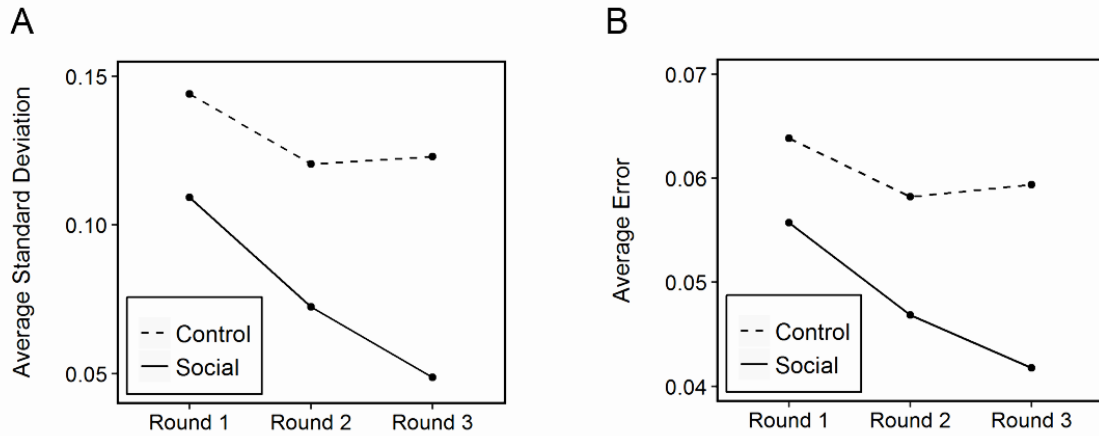 A
Average Standard Deviation
0.15
0.10
0.05
Control
Social
Round 1 Round 2 Round 3
B
Average Error
0.07
0.06
0.05
0.04
Control
Social
Round 1 Round 2 Round 3